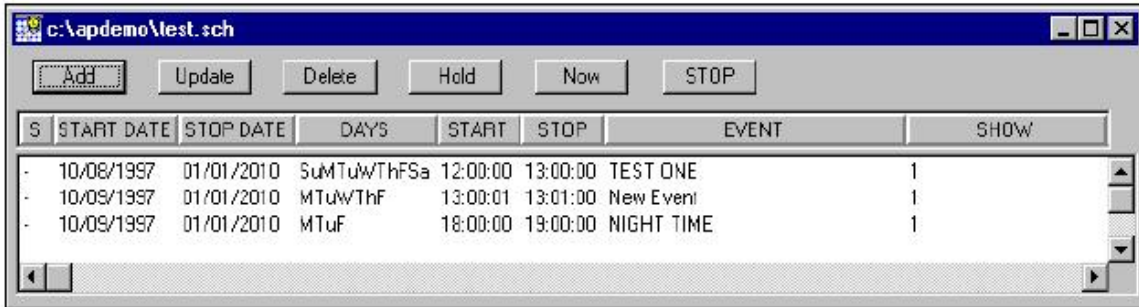 c:\apdemo\test.sch
Add Update Delete Hold Now STOP
S START DATE STOP DATE DAYS START STOP EVENT SHOW
- 10/08/1997 01/01/2010 SuMTuWThFSa 12:00:00 13:00:00 TEST ONE 1
- 10/09/1997 01/01/2010 MTuWThF 13:00:01 13:01:00 New Event 1
- 10/09/1997 01/01/2010 MTuF 18:00:00 19:00:00 NIGHT TIME 1